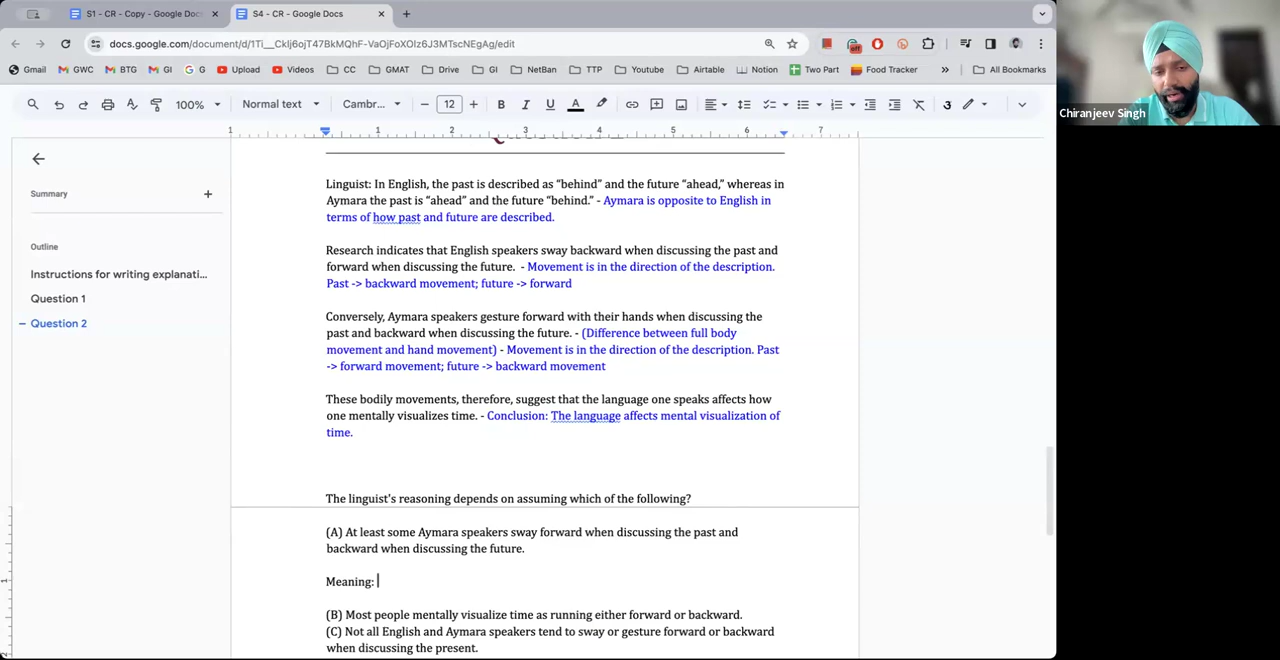 S1 - CR - Copy - Google Doc
S4 - CR - Google Docs
docs.google.com/document/d/1Ti__CkIj6ojT47BkMQhF-VaOjFoXOIz6J3MTscNEgAg/edit
Gmail
GWC
BTG
GI
G
Upload
Videos
CC
GMAT
Drive
GI
NetBan
TTP
Youtube
Airtable
Notion
Two Part
Food Tracker
All Bookmarks
100%
Normal text
Cambr...
12
1 1 2 3 4 5 6 7
Chiranjeev Singh
Summary
Outline
Instructions for writing explanati...
Question 1
Question 2
Linguist: In English, the past is described as “behind” and the future “ahead,” whereas in
Aymara the past is “ahead” and the future “behind.” - Aymara is opposite to English in
terms of how past and future are described.
Research indicates that English speakers sway backward when discussing the past and
forward when discussing the future. - Movement is in the direction of the description.
Past -> backward movement; future -> forward
Conversely, Aymara speakers gesture forward with their hands when discussing the
past and backward when discussing the future. - (Difference between full body
movement and hand movement) - Movement is in the direction of the description. Past
-> forward movement; future -> backward movement
These bodily movements, therefore, suggest that the language one speaks affects how
one mentally visualizes time. - Conclusion: The language affects mental visualization of
time.
The linguist's reasoning depends on assuming which of the following?
(A) At least some Aymara speakers sway forward when discussing the past and
backward when discussing the future.
Meaning:
(B) Most people mentally visualize time as running either forward or backward.
(C) Not all English and Aymara speakers tend to sway or gesture forward or backward
when discussing the present.